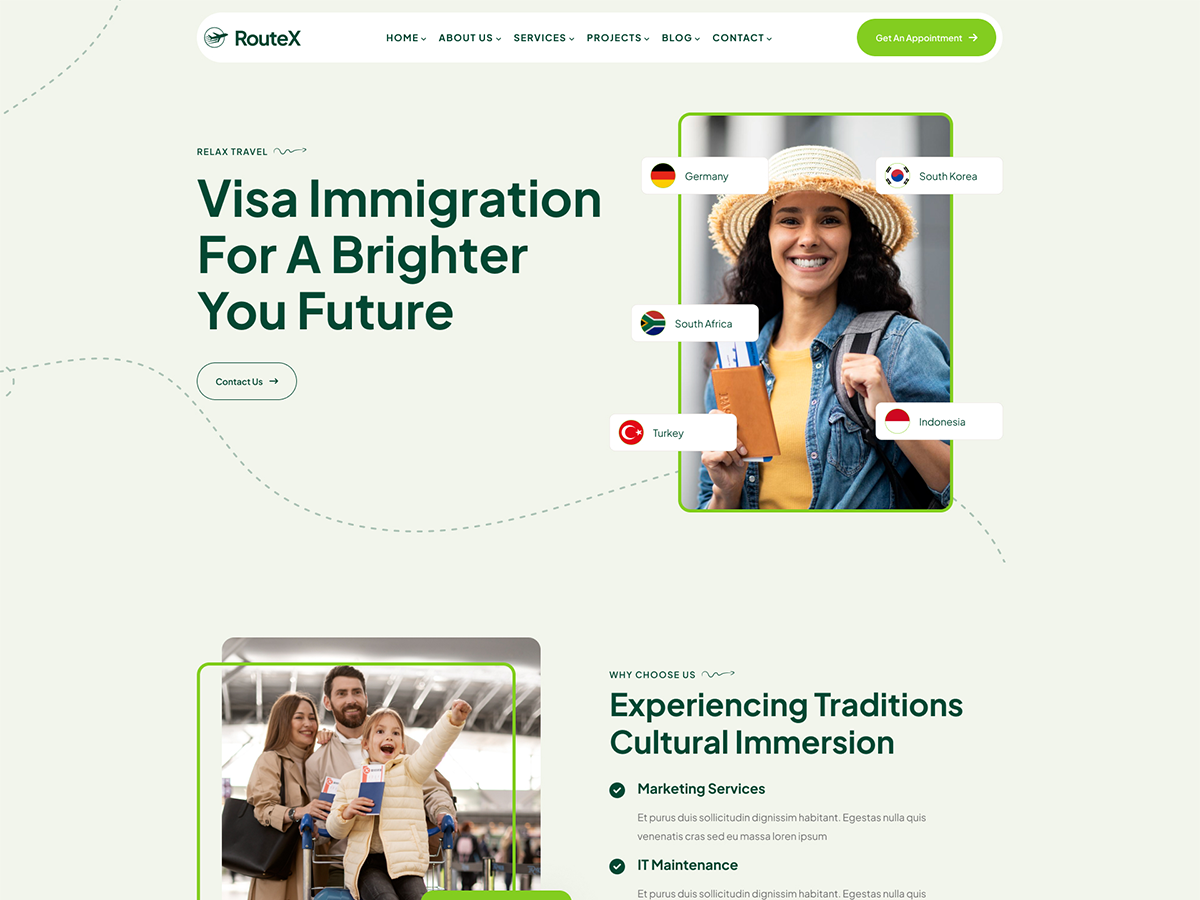 RouteX
HOME
ABOUT US
SERVICES
PROJECTS
BLOG
CONTACT
Get An Appointment
RELAX TRAVEL
Visa Immigration
For A Brighter
You Future
Contact Us
Germany
South Korea
South Africa
Turkey
Indonesia
WHY CHOOSE US
Experiencing Traditions
Cultural Immersion
Marketing Services
Et purus duis sollicitudin dignissim habitant. Egestas nulla quis
venenatis cras sed eu massa loren ipsum
IT Maintenance
Et purus duis sollicitudin dignissim habitant. Egestas nulla quis